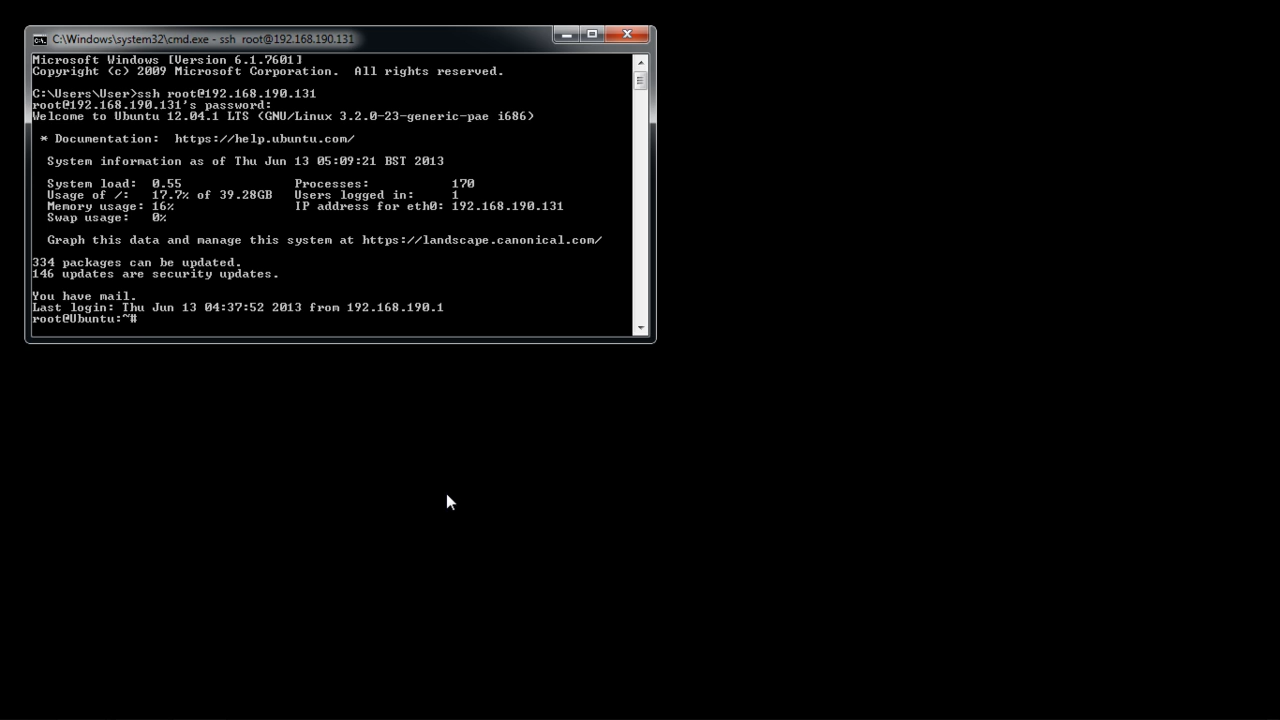 C:\Windows\system32\cmd.exe - ssh root@192.168.190.131
Microsoft Windows [Version 6.1.7601]
Copyright (c) 2009 Microsoft Corporation.  All rights reserved.
C:\Users\User>ssh root@192.168.190.131
root@192.168.190.131's password:
Welcome to Ubuntu 12.04.1 LTS (GNU/Linux 3.2.0-23-generic-pae i686)
* Documentation:  https://help.ubuntu.com/
System information as of Thu Jun 13 05:09:21 BST 2013
System load:  0.55               Processes:           170
Usage of /:   17.7% of 39.28GB   Users logged in:     1
Memory usage: 16%                IP address for eth0: 192.168.190.131
Swap usage:   0%
Graph this data and manage this system at https://landscape.canonical.com/
334 packages can be updated.
146 updates are security updates.
You have mail.
Last login: Thu Jun 13 04:37:52 2013 from 192.168.190.1
root@Ubuntu:~#